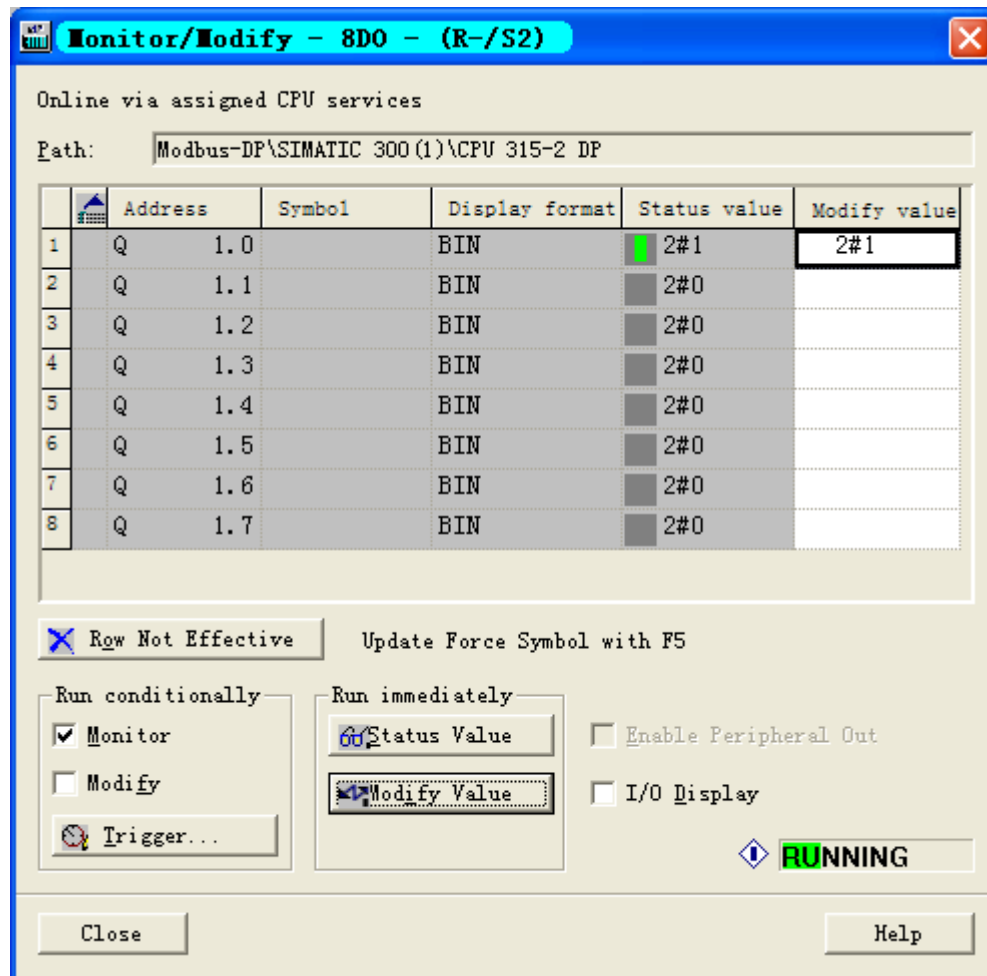 Monitor/Modify - 8DO - (R-/S2)
Online via assigned CPU services
Path: Modbus-DP\SIMATIC 300(1)\CPU 315-2 DP
Address Symbol Display format Status value Modify value
1 Q 1.0 BIN 2#1 2#1
2 Q 1.1 BIN 2#0
3 Q 1.2 BIN 2#0
4 Q 1.3 BIN 2#0
5 Q 1.4 BIN 2#0
6 Q 1.5 BIN 2#0
7 Q 1.6 BIN 2#0
8 Q 1.7 BIN 2#0
Row Not Effective Update Force Symbol with F5
Run conditionally Run immediately
Monitor Status Value Enable Peripheral Out
Modify Modify Value I/O Display
Trigger...
RUNNING
Close Help